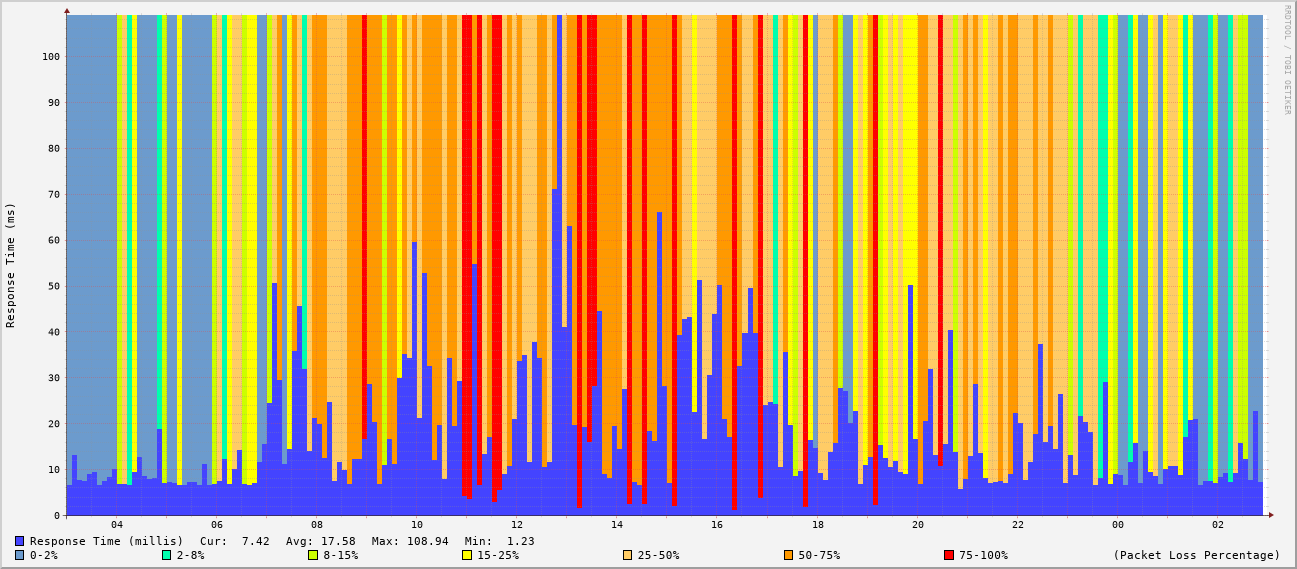 RRDTOOL / TOBI OETIKER
Response Time (ms)
100
90
80
70
60
50
40
30
20
10
0
04 06 08 10 12 14 16 18 20 22 00 02
Response Time (millis) Cur: 7.42 Avg: 17.58 Max: 108.94 Min: 1.23
0-2% 2-8% 8-15% 15-25% 25-50% 50-75% 75-100% (Packet Loss Percentage)